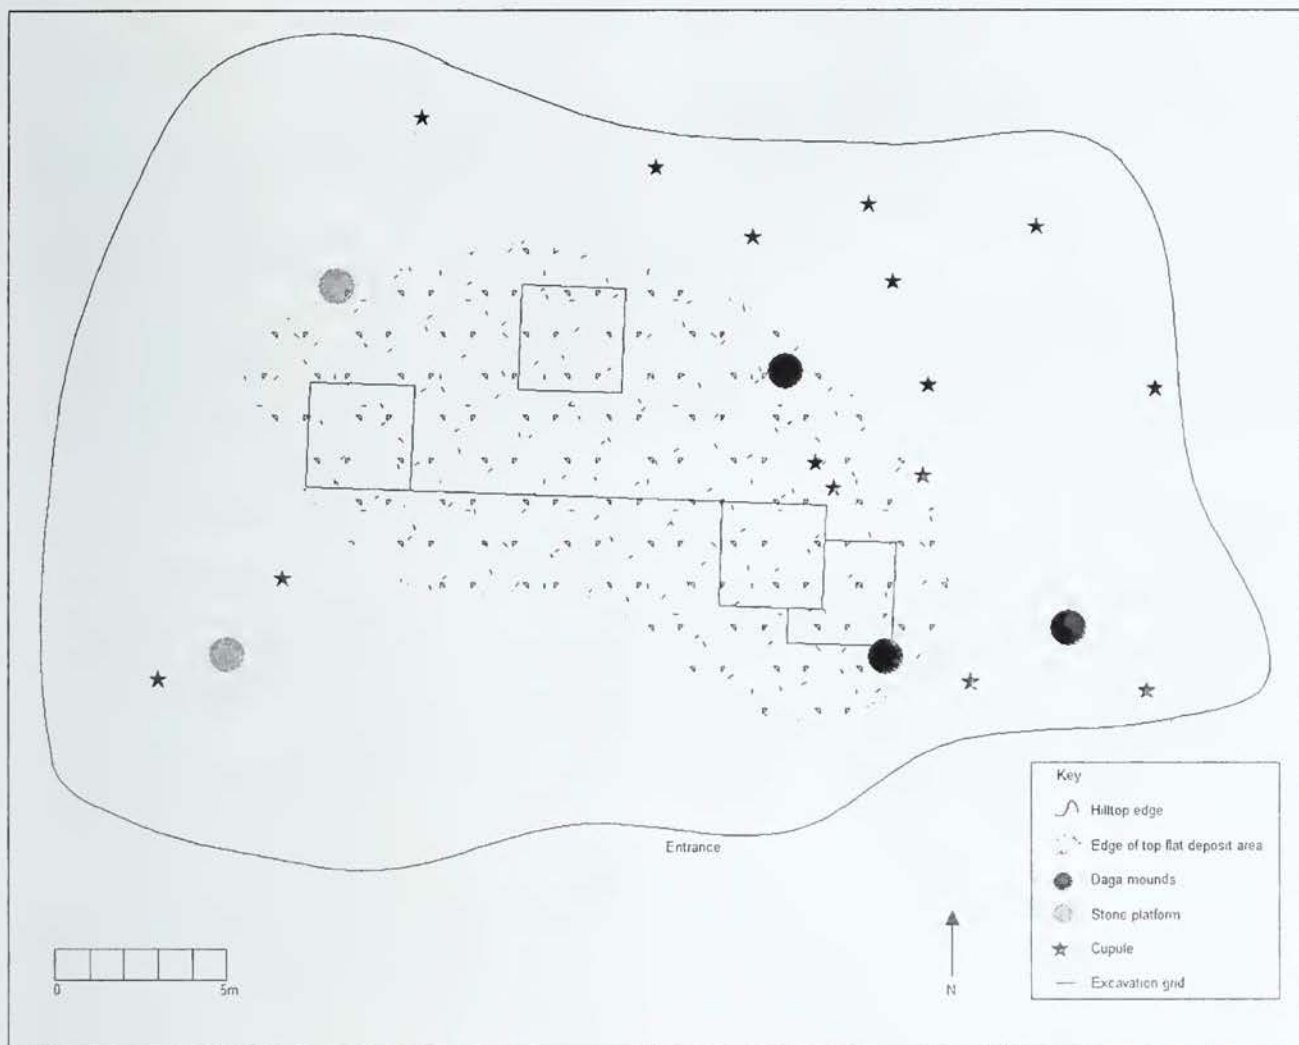 Entrance
Key
Hilltop edge
Edge of top flat deposit area
Daga mounds
Stone platform
Cupule
Excavation grid
0 5m
N